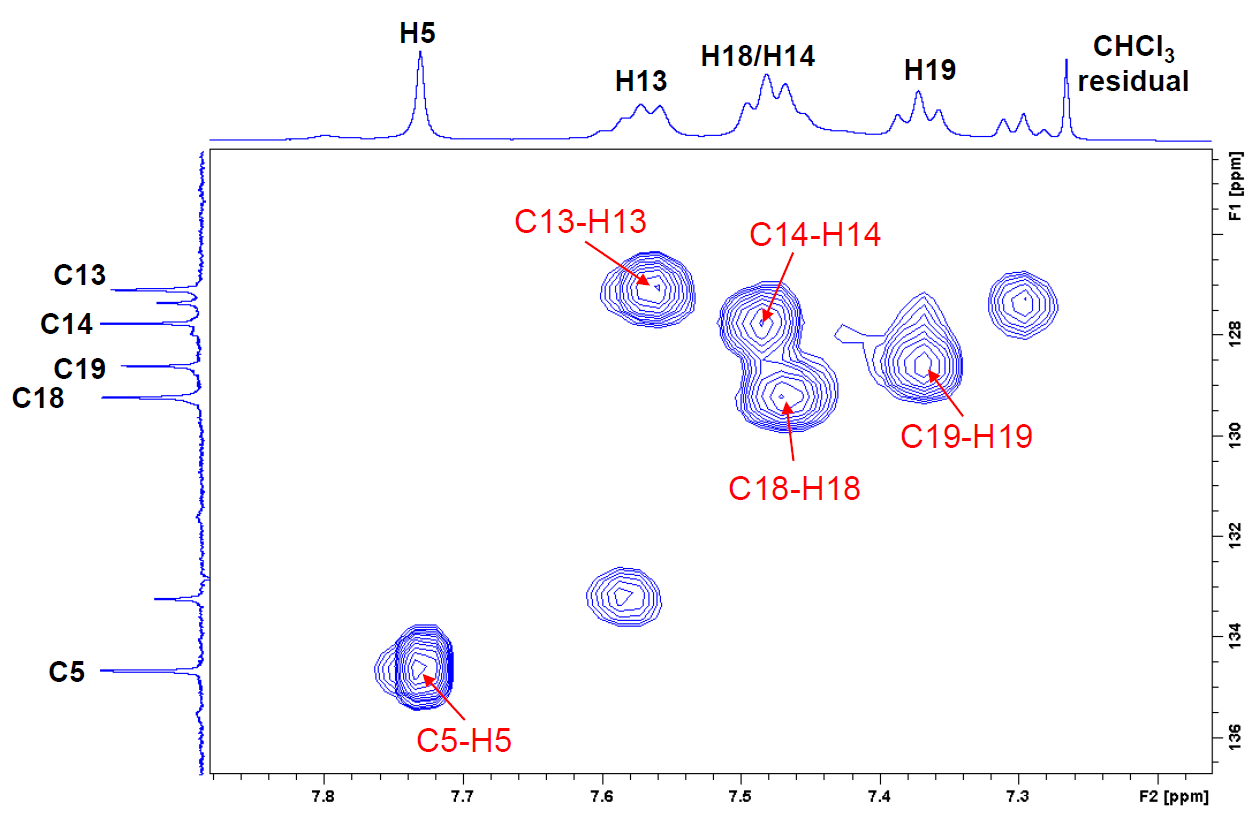 H5
H13
H18/H14
H19
CHCl3
residual
F1 [ppm]
C13
C14
C19
C18
C5
C13-H13
C14-H14
C19-H19
C18-H18
C5-H5
128
130
132
134
136
7.8
7.7
7.6
7.5
7.4
7.3
F2 [ppm]